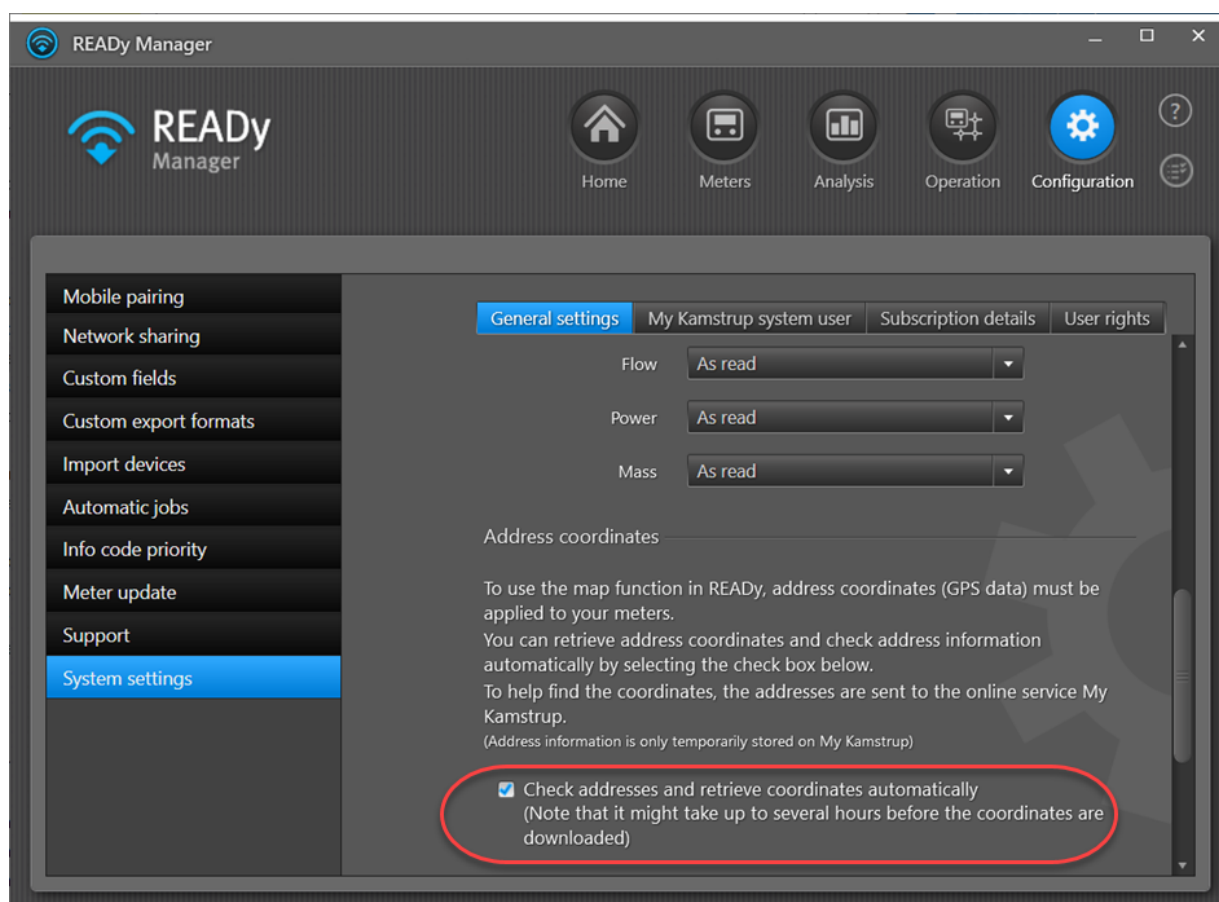 READy Manager
READy
Manager
Home
Meters
Analysis
Operation
Configuration
?
Mobile pairing
Network sharing
Custom fields
Custom export formats
Import devices
Automatic jobs
Info code priority
Meter update
Support
System settings
General settings
My Kamstrup system user
Subscription details
User rights
Flow
As read
Power
As read
Mass
As read
Address coordinates
To use the map function in READy, address coordinates (GPS data) must be
applied to your meters.
You can retrieve address coordinates and check address information
automatically by selecting the check box below.
To help find the coordinates, the addresses are sent to the online service My
Kamstrup.
(Address information is only temporarily stored on My Kamstrup)
Check addresses and retrieve coordinates automatically
(Note that it might take up to several hours before the coordinates are
downloaded)